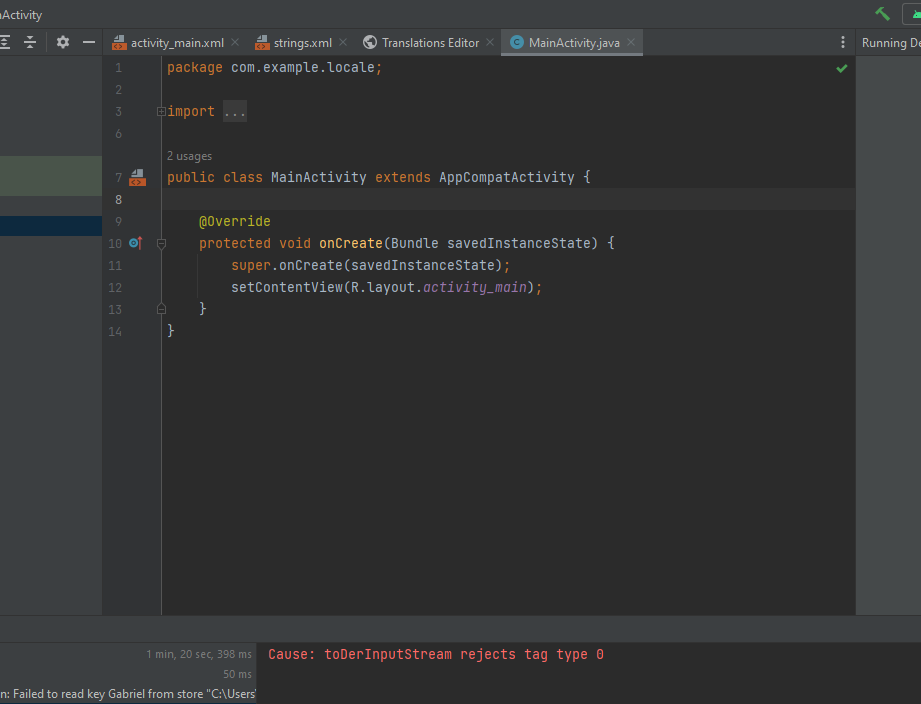 nActivity
activity_main.xml strings.xml Translations Editor MainActivity.java Running De
1 package com.example.locale;
2
3 import ...
6
2 usages
7 public class MainActivity extends AppCompatActivity {
8
9 @Override
10 protected void onCreate(Bundle savedInstanceState) {
11 super.onCreate(savedInstanceState);
12 setContentView(R.layout.activity_main);
13 }
14 }
1 min, 20 sec, 398 ms Cause: toDerInputStream rejects tag type 0
50 ms
n: Failed to read key Gabriel from store "C:\Users'